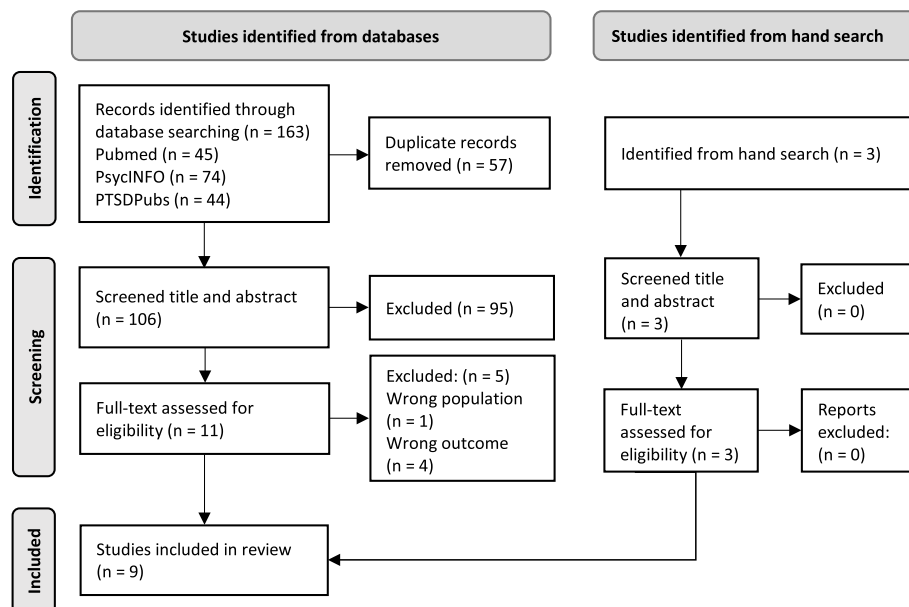 Studies identified from databases
Studies identified from hand search
Identification
Records identified through
database searching (n = 163)
Pubmed (n = 45)
PsycINFO (n = 74)
PTSDPubs (n = 44)
Duplicate records
removed (n = 57)
Identified from hand search (n = 3)
Screening
Screened title and abstract
(n = 106)
Excluded (n = 95)
Screened title
and abstract
(n = 3)
Excluded
(n = 0)
Full-text assessed for
eligibility (n = 11)
Excluded: (n = 5)
Wrong population
(n = 1)
Wrong outcome
(n = 4)
Full-text
assessed for
eligibility (n = 3)
Reports
excluded:
(n = 0)
Included
Studies included in review
(n = 9)